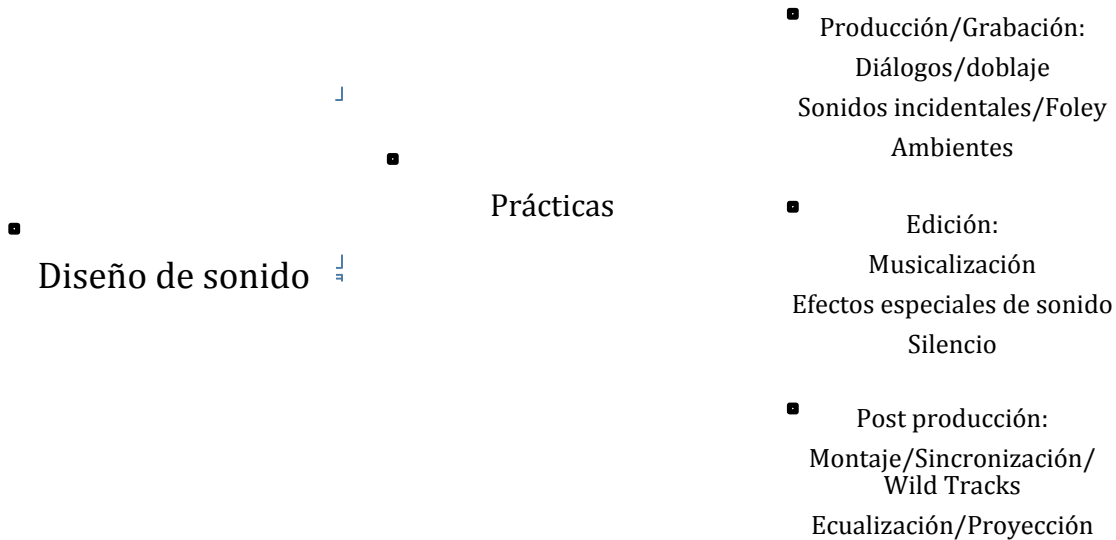 Diseño de sonido
Prácticas
Producción/Grabación:
Diálogos/doblaje
Sonidos incidentales/Foley
Ambientes
Edición:
Musicalización
Efectos especiales de sonido
Silencio
Post producción:
Montaje/Sincronización/
Wild Tracks
Ecualización/Proyección